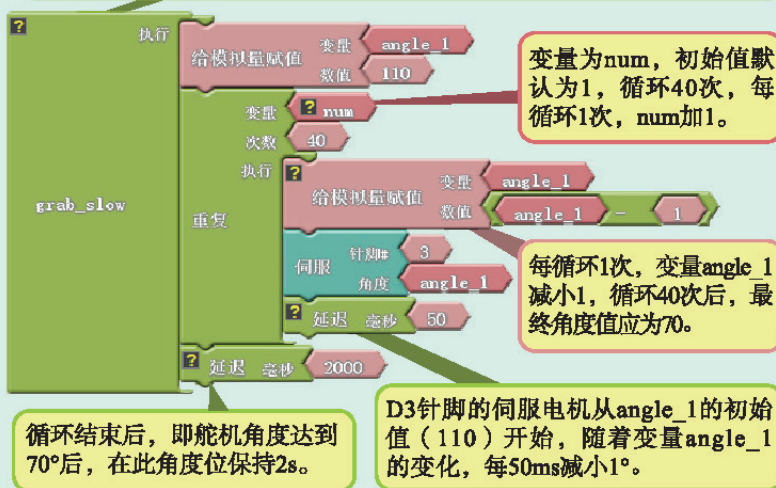 执行
给模拟量赋值 变量 angle_1
数值 110
变量 num
次数 40
执行
grab_slow
重复
给模拟量赋值 变量 angle_1
数值 angle_1 - 1
伺服 针脚# 3
角度 angle_1
延迟 毫秒 50
延迟 毫秒 2000
变量为num，初始值默
认为1，循环40次，每
循环1次，num加1。
每循环1次，变量angle_1
减小1，循环40次后，最
终角度值应为70。
循环结束后，即舵机角度达到
70°后，在此角度位保持2s。
D3针脚的伺服电机从angle_1的初始
值（110）开始，随着变量angle_1
的变化，每50ms减小1°。